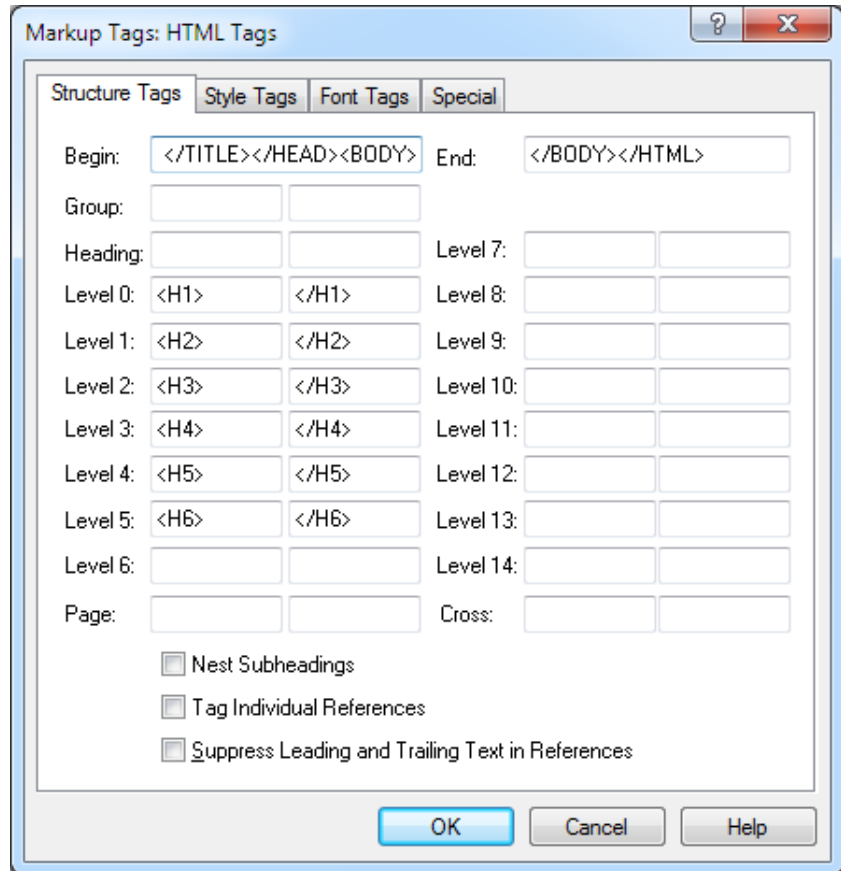 Markup Tags: HTML Tags
?
Structure Tags Style Tags Font Tags Special
Begin: </TITLE></HEAD><BODY> End: </BODY></HTML>
Group:
Heading: Level 7:
Level 0: <H1> </H1> Level 8:
Level 1: <H2> </H2> Level 9:
Level 2: <H3> </H3> Level 10:
Level 3: <H4> </H4> Level 11:
Level 4: <H5> </H5> Level 12:
Level 5: <H6> </H6> Level 13:
Level 6: Level 14:
Page: Cross:
Nest Subheadings
Tag Individual References
Suppress Leading and Trailing Text in References
OK Cancel Help